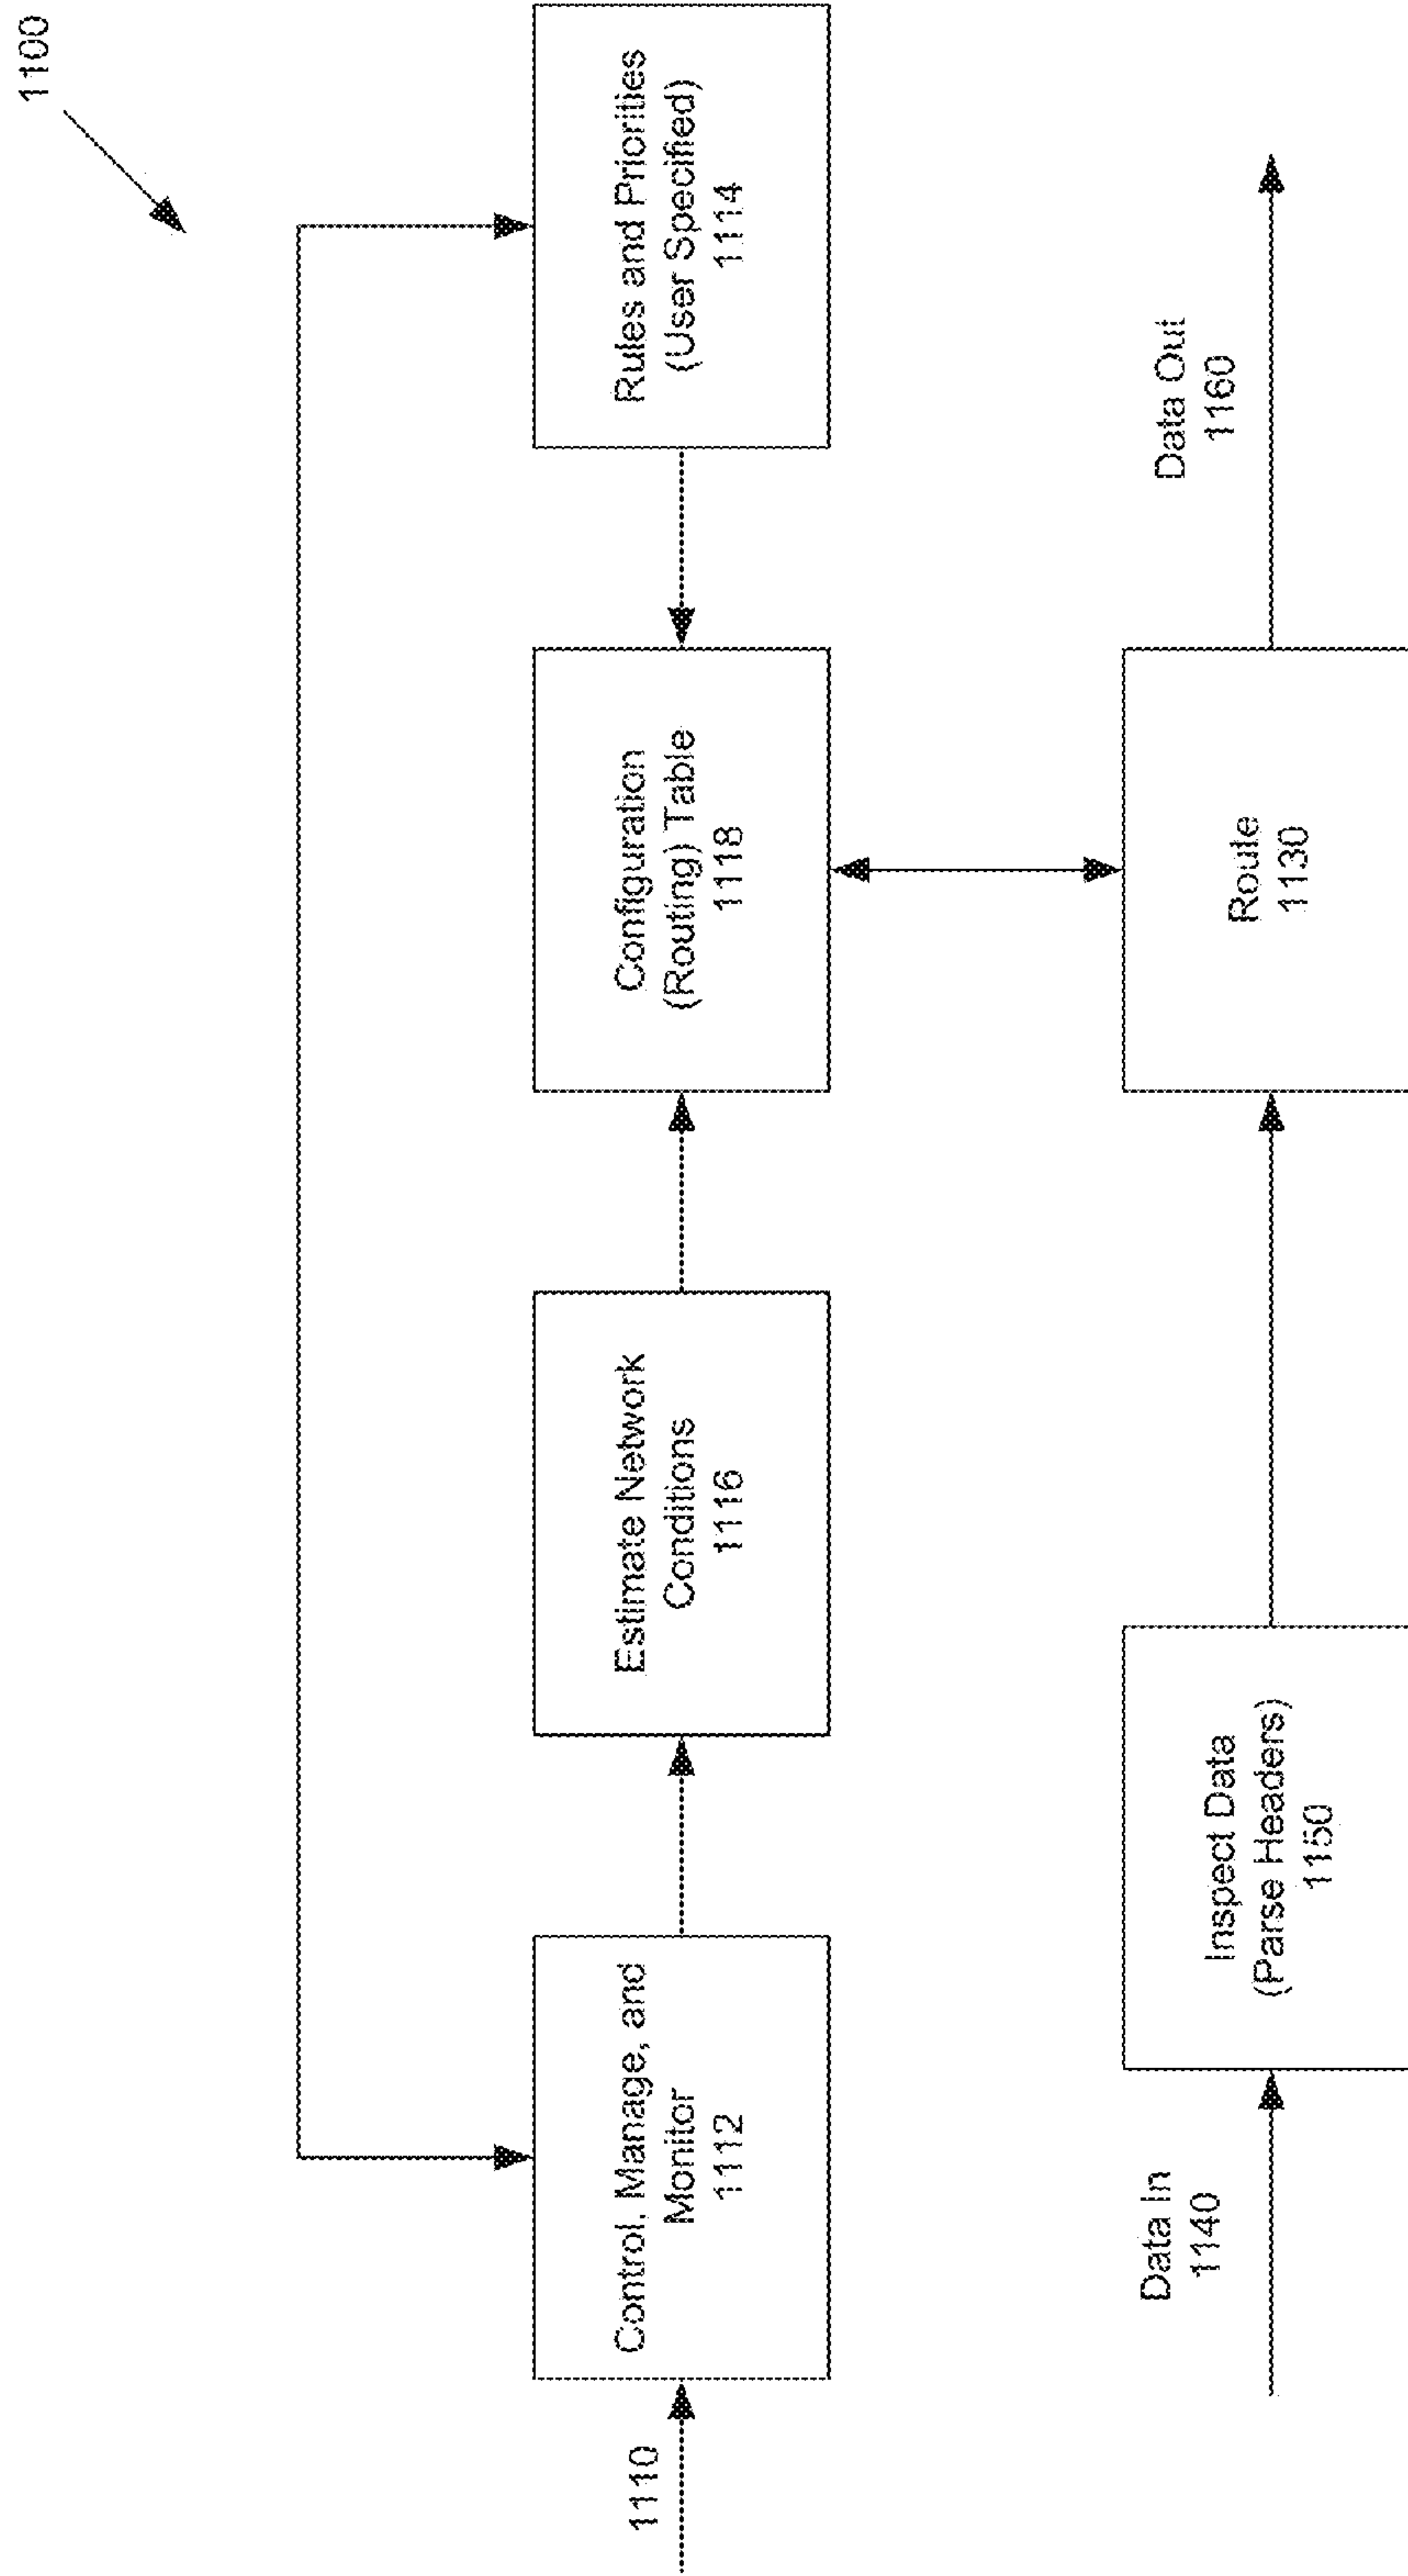 1100
1110
Control, Manage, and
Monitor
1112
Estimate Network
Conditions
1116
Configuration
(Routing) Table
1118
Rules and Priorities
(User Specified)
1114
Data In
1140
Inspect Data
(Parse Headers)
1150
Route
1130
Data Out
1160